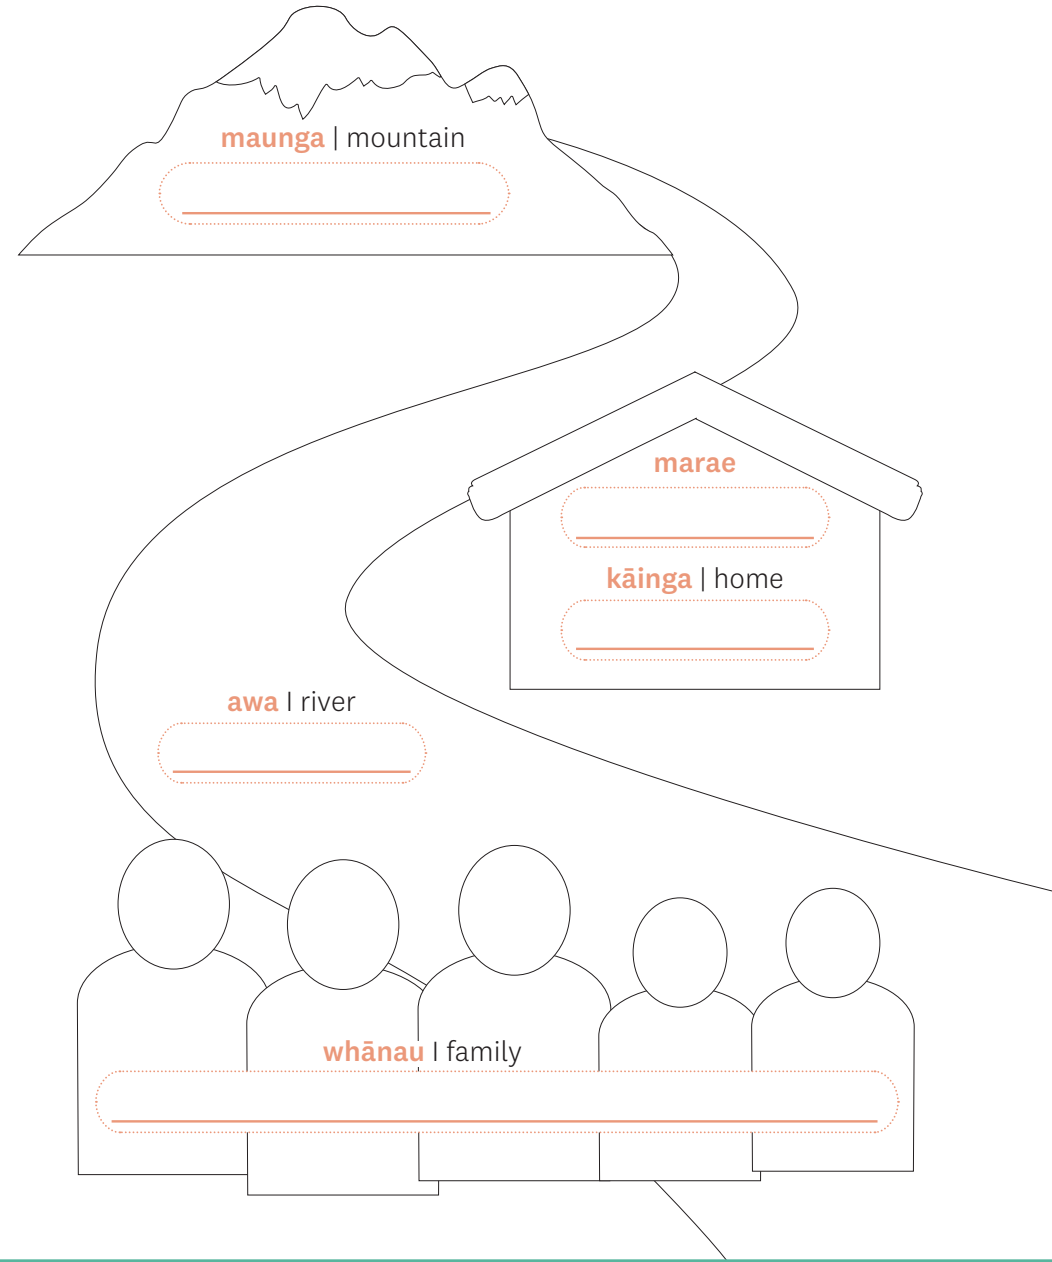 maunga | mountain
marae
kāinga | home
awa I river
whānau I family